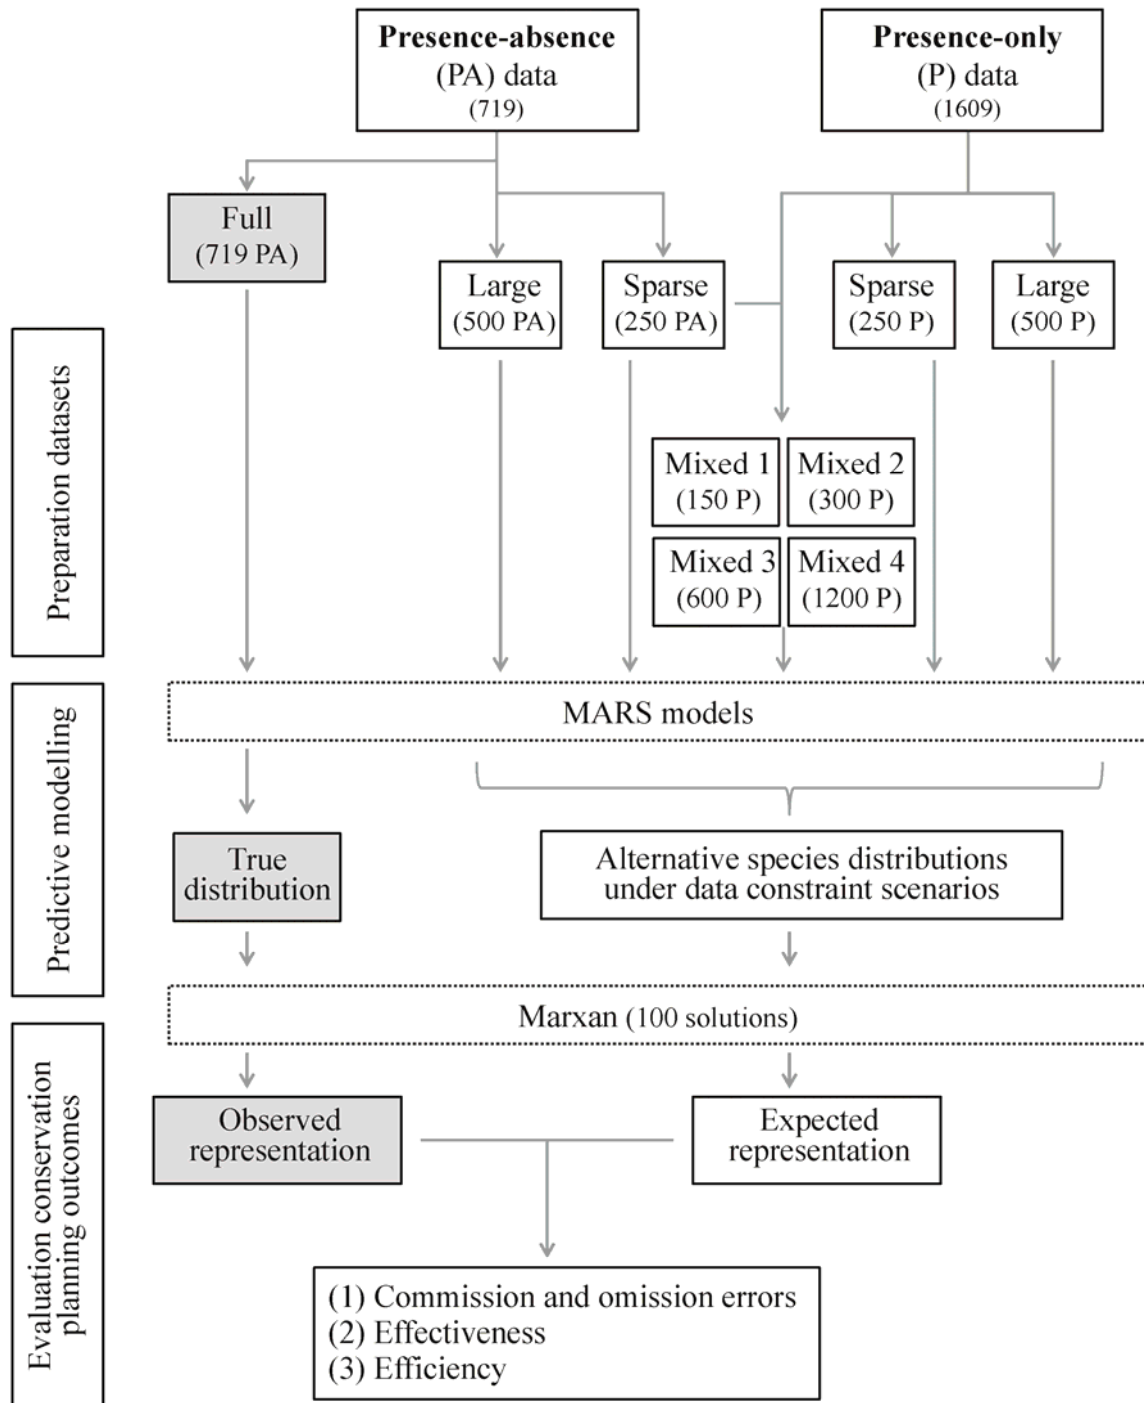 Presence-absence
(PA) data
(719)
Presence-only
(P) data
(1609)
Full
(719 PA)
Large
(500 PA)
Sparse
(250 PA)
Sparse
(250 P)
Large
(500 P)
Preparation datasets
Mixed 1
(150 P)
Mixed 2
(300 P)
Mixed 3
(600 P)
Mixed 4
(1200 P)
Predictive modelling
MARS models
True
distribution
Alternative species distributions
under data constraint scenarios
Marxan (100 solutions)
Evaluation conservation
planning outcomes
Observed
representation
Expected
representation
(1) Commission and omission errors
(2) Effectiveness
(3) Efficiency